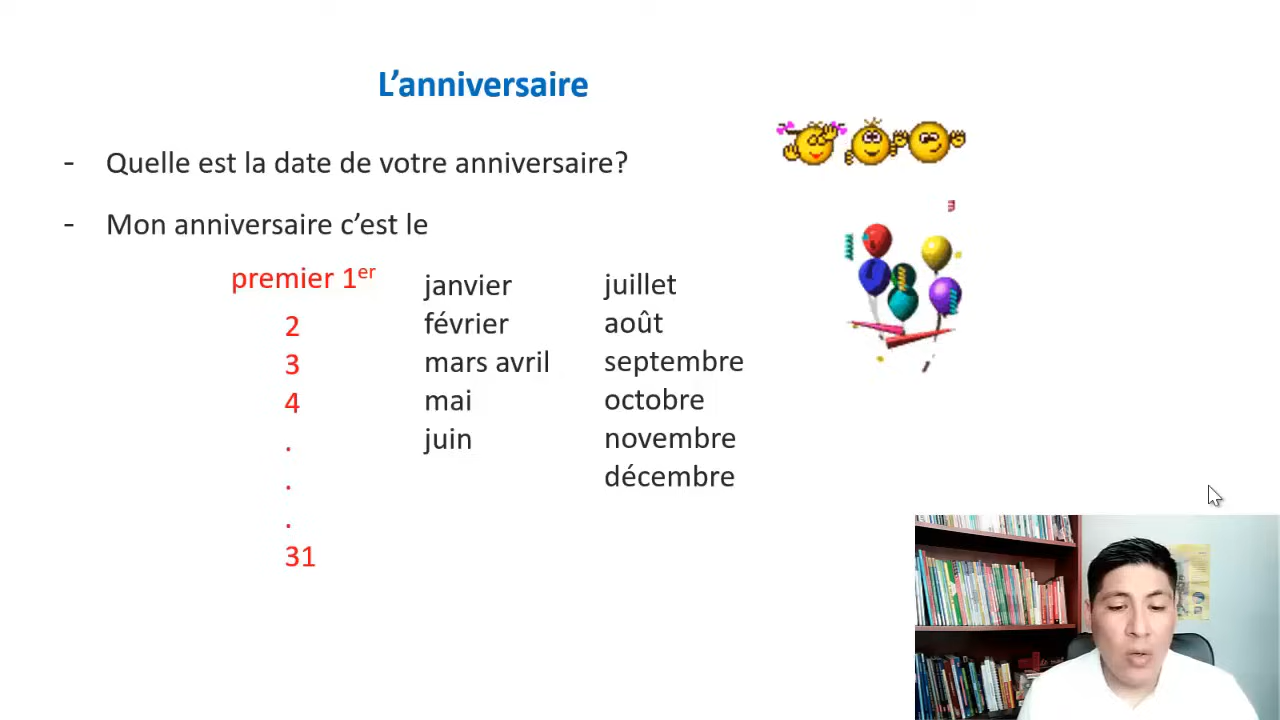 L’anniversaire
- Quelle est la date de votre anniversaire?
- Mon anniversaire c’est le
premier 1er
2
3
4
.
.
.
31
janvier
février
mars avril
mai
juin
juillet
août
septembre
octobre
novembre
décembre